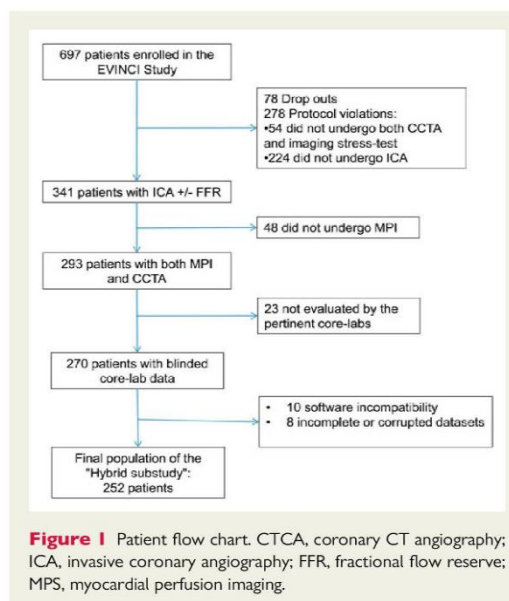 697 patients enrolled in the
EVINCI Study
78 Drop outs
278 Protocol violations:
•54 did not undergo both CCTA
and imaging stress-test
•224 did not undergo ICA
341 patients with ICA +/- FFR
48 did not undergo MPI
293 patients with both MPI
and CCTA
23 not evaluated by the
pertinent core-labs
270 patients with blinded
core-lab data
• 10 software incompatibility
• 8 incomplete or corrupted datasets
Final population of the
"Hybrid substudy":
252 patients
Figure 1 Patient flow chart. CTCA, coronary CT angiography;
ICA, invasive coronary angiography; FFR, fractional flow reserve;
MPS, myocardial perfusion imaging.